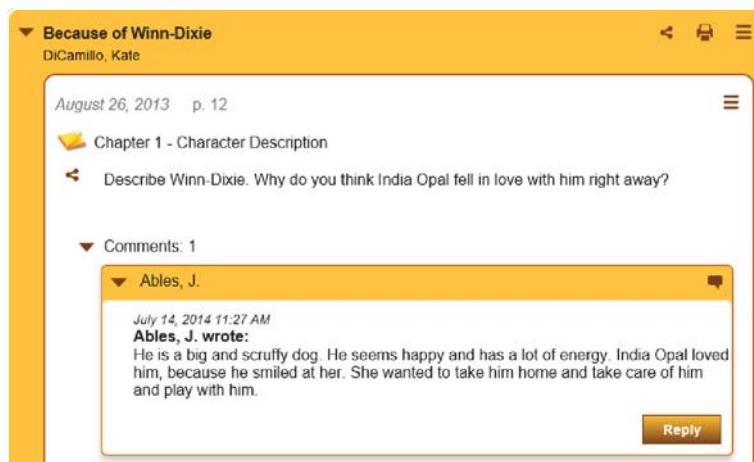 Because of Winn-Dixie
DiCamillo, Kate
August 26, 2013 p. 12
Chapter 1 - Character Description
Describe Winn-Dixie. Why do you think India Opal fell in love with him right away?
Comments: 1
Ables, J.
July 14, 2014 11:27 AM
Ables, J. wrote:
He is a big and scruffy dog. He seems happy and has a lot of energy. India Opal loved
him, because he smiled at her. She wanted to take him home and take care of him
and play with him.
Reply